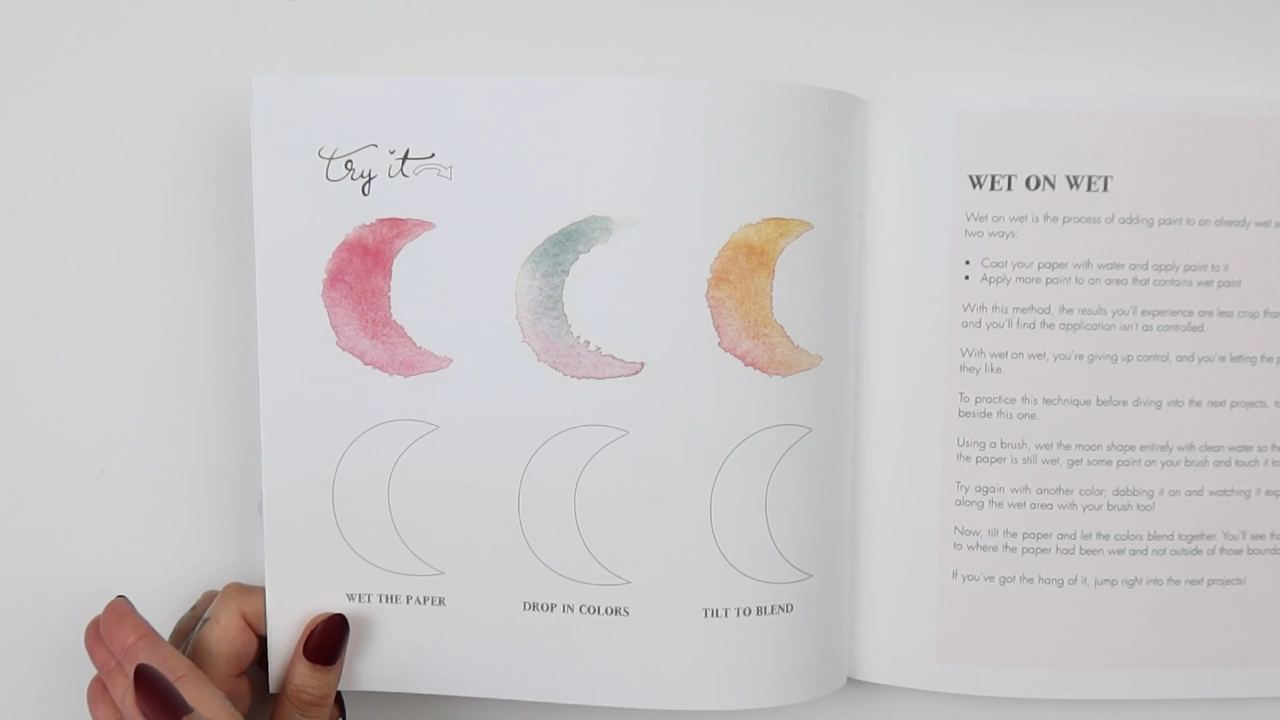 try it
WET THE PAPER
DROP IN COLORS
TILT TO BLEND
WET ON WET
Wet on wet is the process of adding paint to an already wet
two ways:
• Coat your paper with water and apply paint to it
• Apply more paint to an area that contains wet paint
With this method, the results you'll experience are less crisp
and you'll find the application isn't as controlled.
With wet on wet, you're giving up control, and you're letting the
they like.
To practice this technique before diving into the next projects,
beside this one.
Using a brush, wet the moon shape entirely with clean water so
the paper is still wet, get some paint on your brush and touch it
Try again with another color; dabbing it on and watching it
along the wet area with your brush too!
Now, tilt the paper and let the colors blend together. You'll see
to where the paper had been wet and not outside of those
If you've got the hang of it, jump right into the next projects!